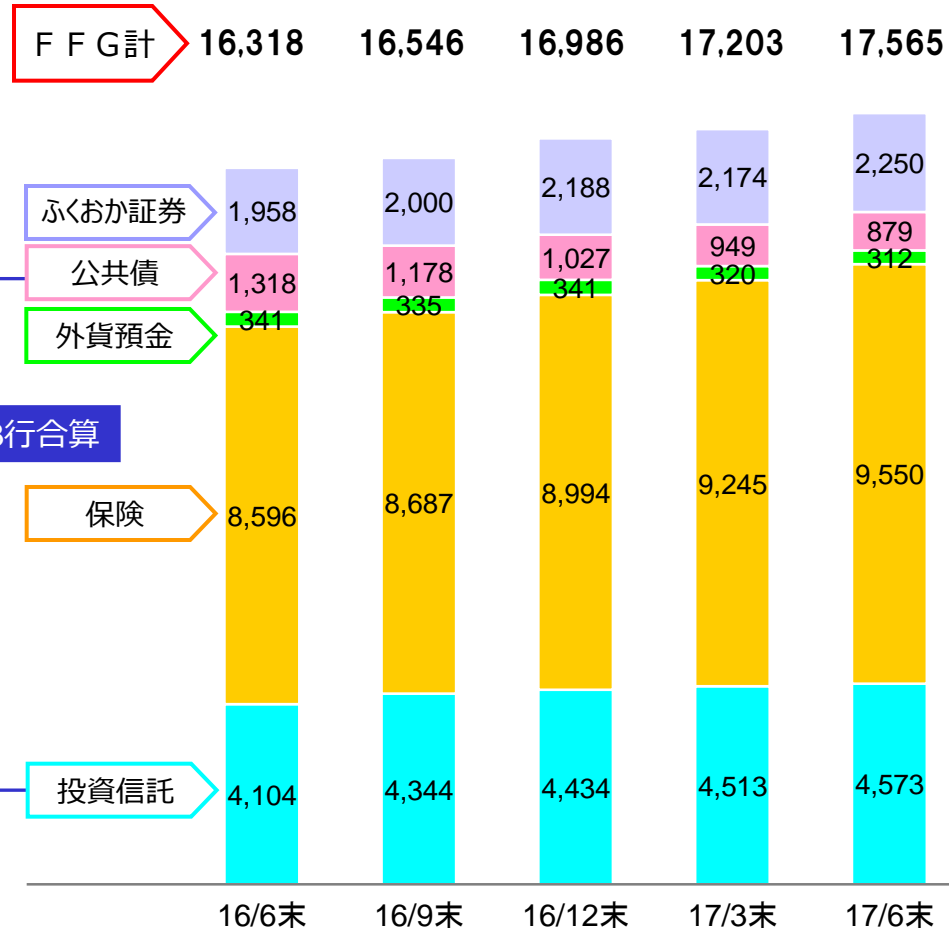 ＦＦＧ計 16,318 16,546 16,986 17,203 17,565
ふくおか証券 1,958 2,000 2,188 2,174 2,250
公共債 1,318 1,178 1,027 949 879
外貨預金 341 335 341 320 312
行合算
保険 8,596 8,687 8,994 9,245 9,550
投資信託 4,104 4,344 4,434 4,513 4,573
16/6末 16/9末 16/12末 17/3末 17/6末